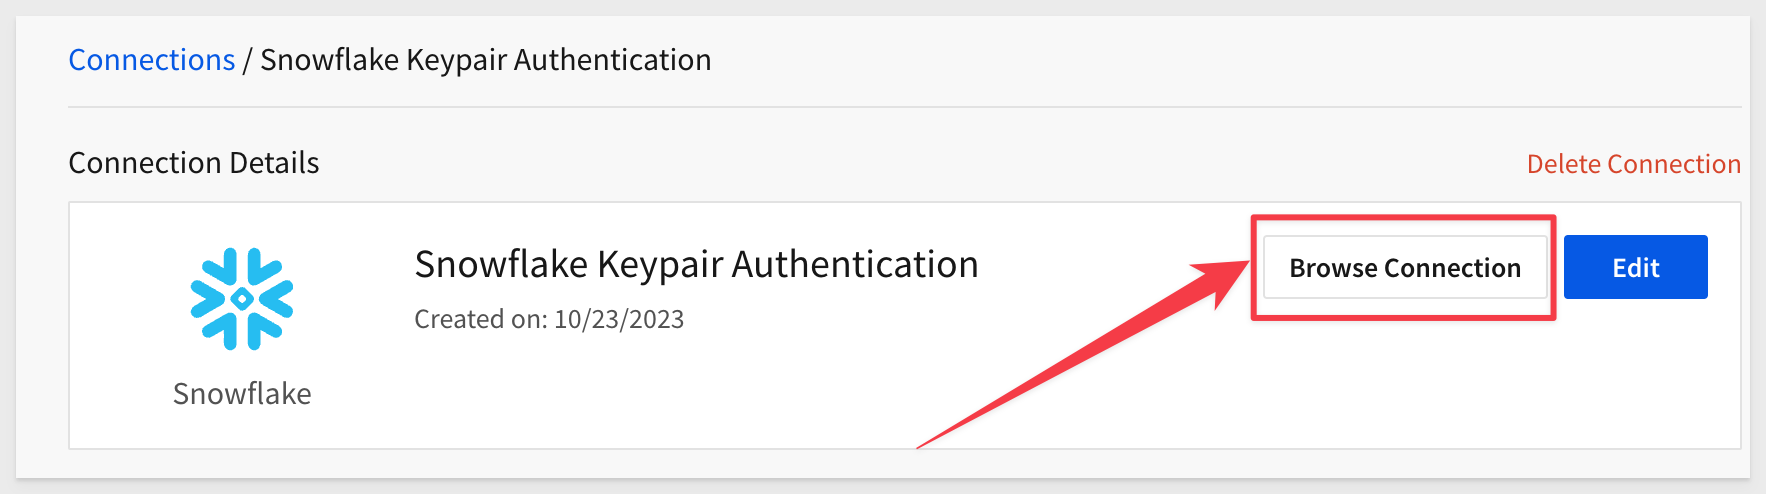 Connections / Snowflake Keypair Authentication
Connection Details
Delete Connection
Snowflake Keypair Authentication
Browse Connection
Edit
Created on: 10/23/2023
Snowflake